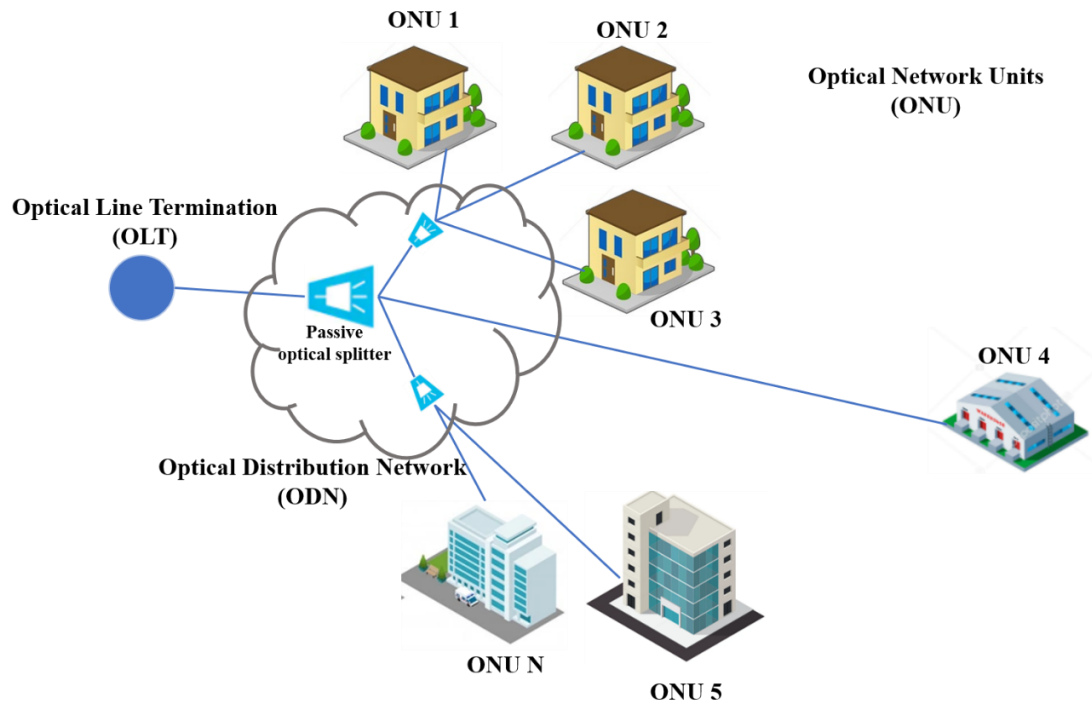 ONU 1
ONU 2
Optical Network Units
(ONU)
Optical Line Termination
(OLT)
ONU 3
Passive
optical splitter
ONU 4
Optical Distribution Network
(ODN)
ONU N
ONU 5